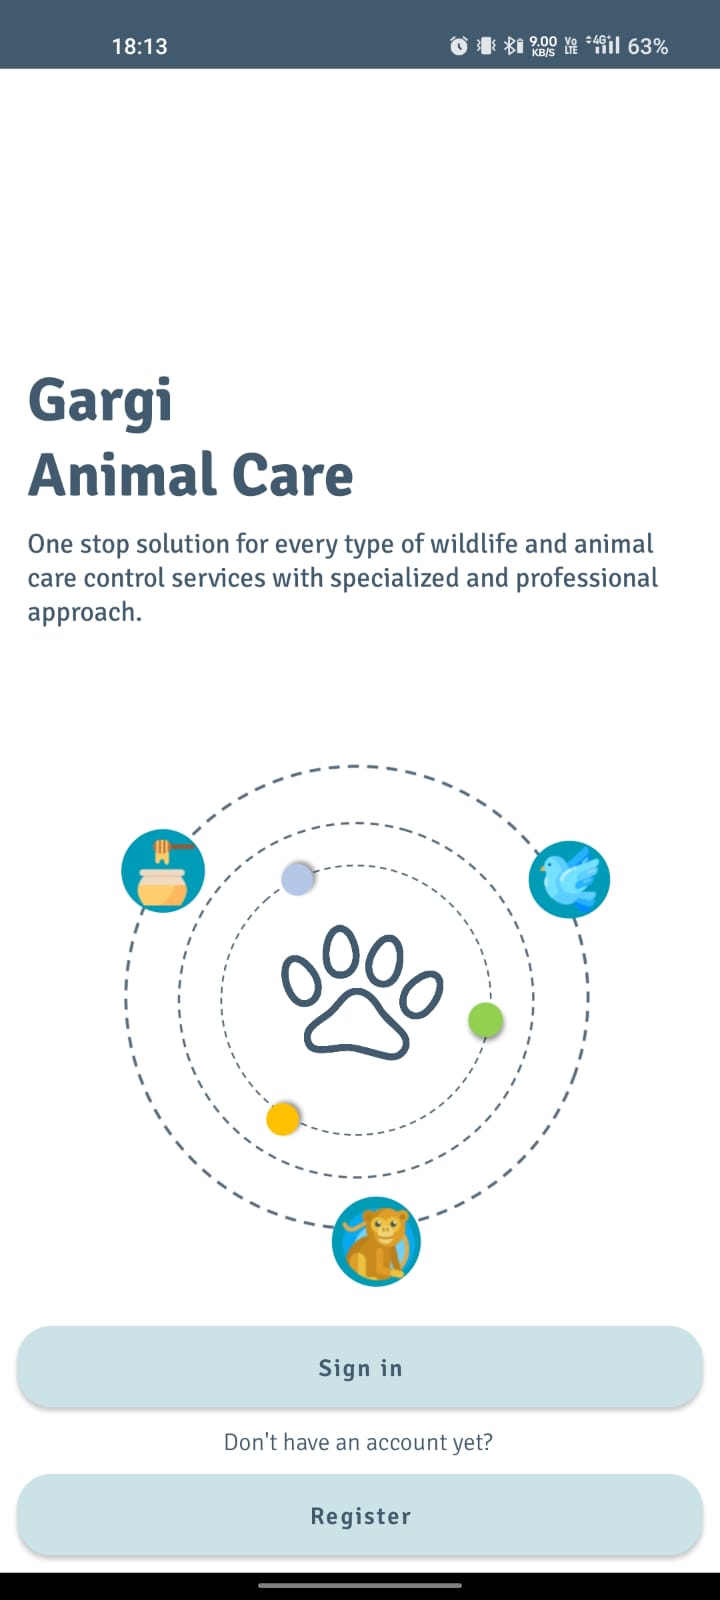 18:13
9.00 KB/S Vo LTE 4G+ 63%
Gargi
Animal Care
One stop solution for every type of wildlife and animal
care control services with specialized and professional
approach.
Sign in
Don't have an account yet?
Register